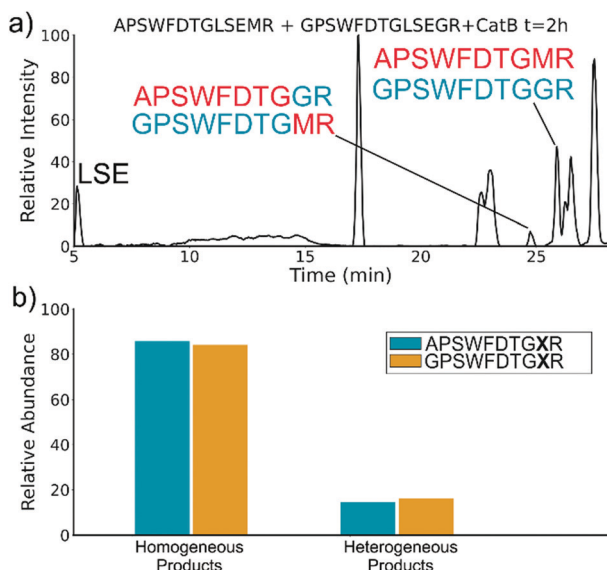 a)
APSWFDTGLSEMR + GPSWFDTGLSEGR+CatB t=2h
Relative Intensity
100
80
60
40
20
0
APSWFDTGGR
GPSWFDTGMR
APSWFDTGMR
GPSWFDTGGR
LSE
5
10
15
20
25
Time (min)
b)
Relative Abundance
100
80
60
40
20
0
APSWFDTGXR
GPSWFDTGXR
Homogeneous
Products
Heterogeneous
Products